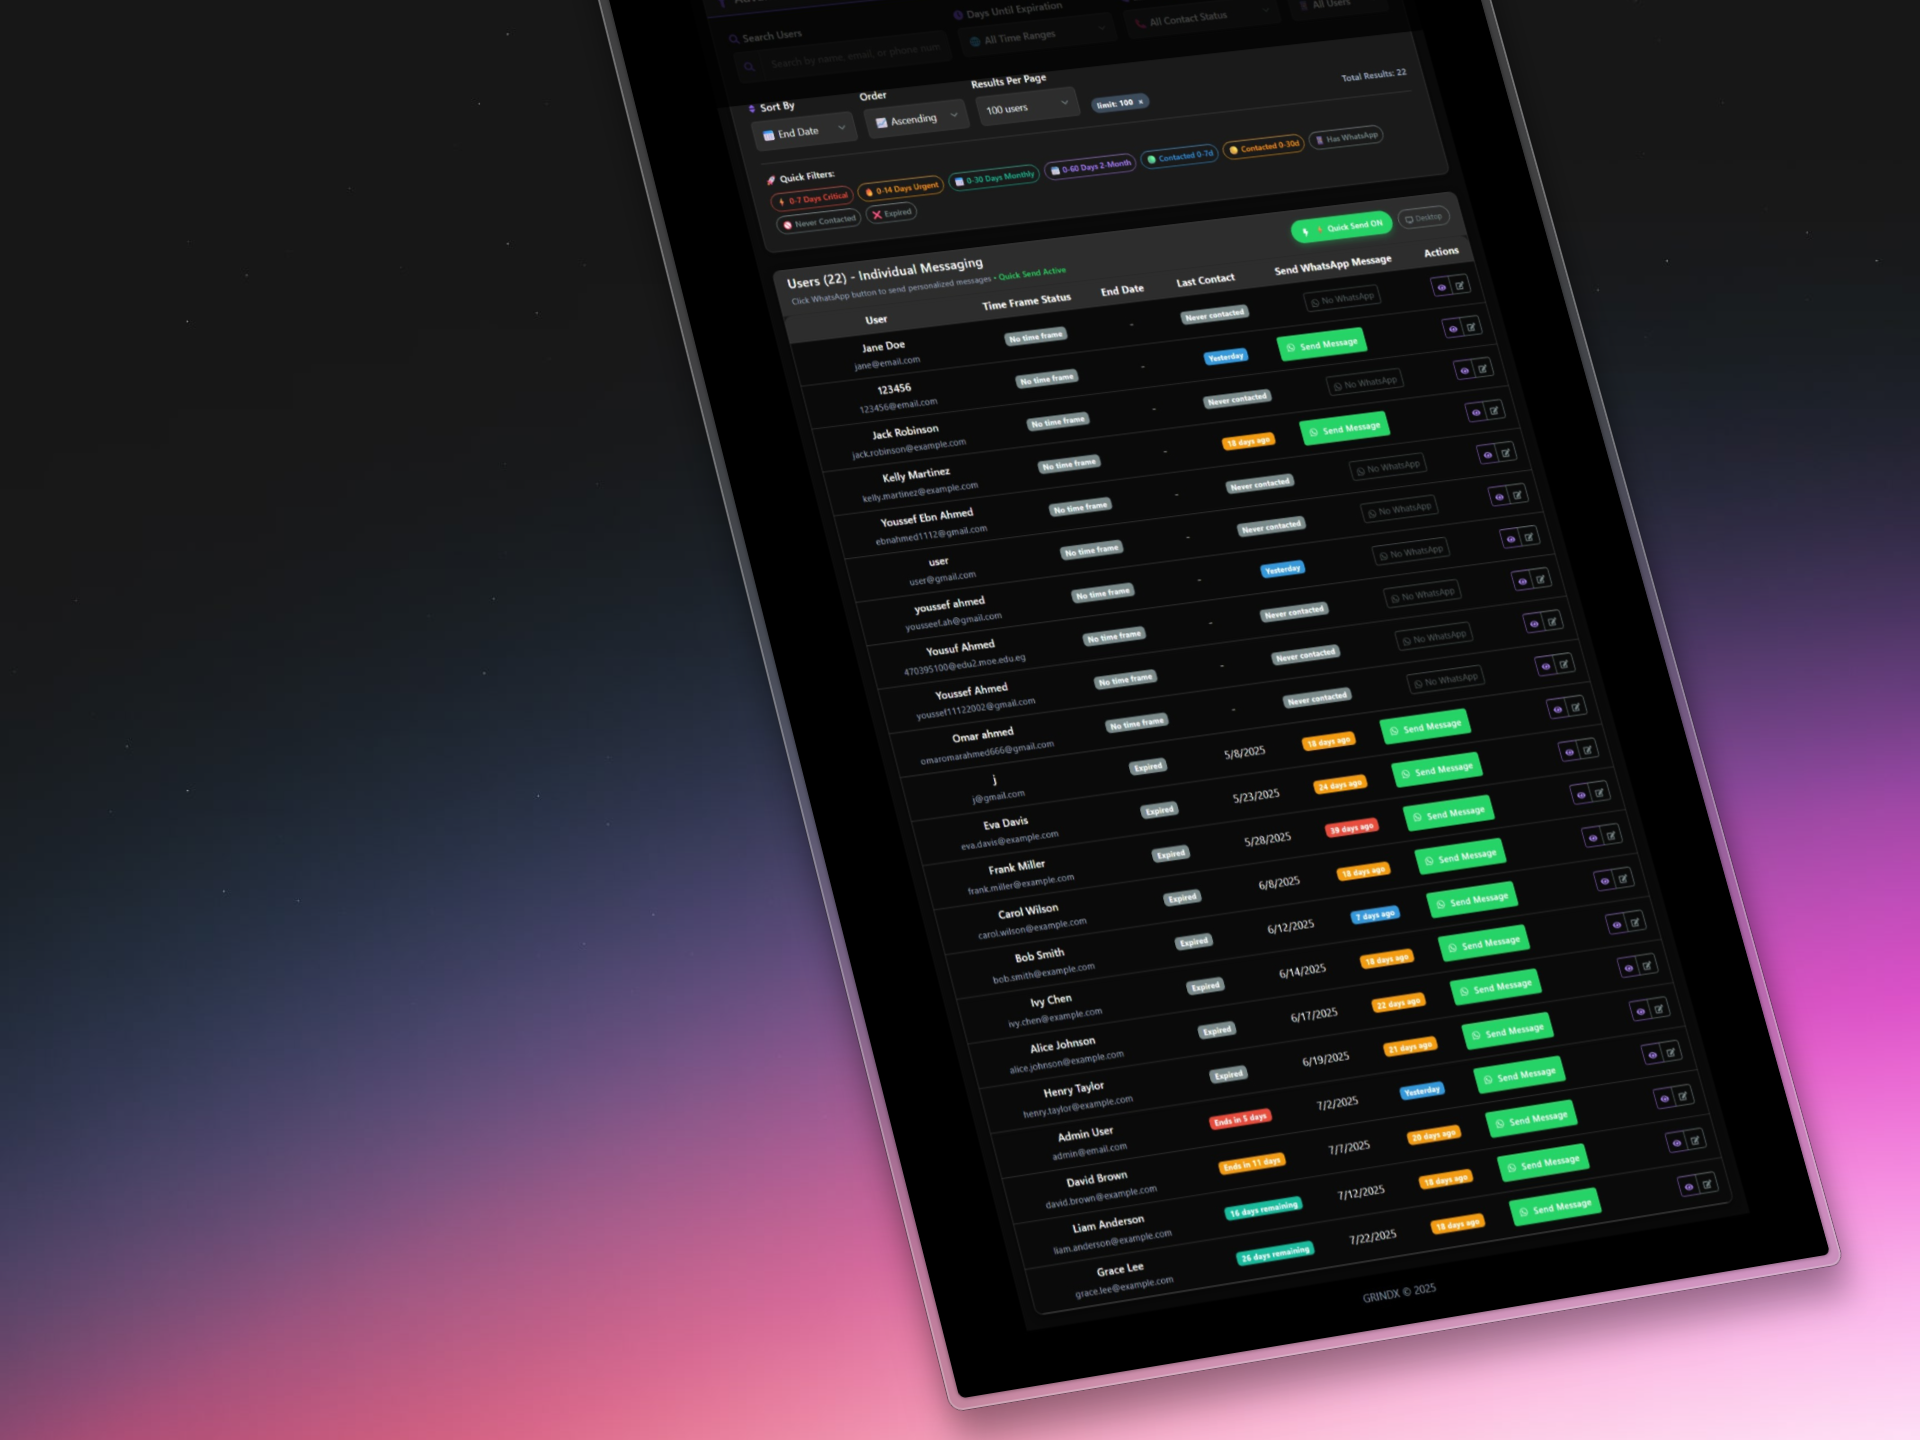 Search Users
Search by name, email, or phone num
Days Until Expiration
All Time Ranges
All Contact Status
All Users
Sort By
Order
Results Per Page
End Date
Ascending
100 users
limit: 100 ×
Total Results: 22
Quick Filters:
0-7 Days Critical
0-14 Days Urgent
0-30 Days Monthly
0-60 Days 2-Month
Contacted 0-7d
Contacted 0-30d
Has WhatsApp
Never Contacted
Expired
Users (22) - Individual Messaging
Click WhatsApp button to send personalized messages • Quick Send Active
Quick Send ON
Desktop
User Time Frame Status End Date Last Contact Send WhatsApp Message Actions
Jane Doe
jane@email.com
No time frame - Never contacted No WhatsApp
123456
123456@email.com
No time frame - Yesterday Send Message
Jack Robinson
jack.robinson@example.com
No time frame - Never contacted No WhatsApp
Kelly Martinez
kelly.martinez@example.com
No time frame - 18 days ago Send Message
Youssef Ebn Ahmed
ebnahmed1112@gmail.com
No time frame - Never contacted No WhatsApp
user
user@gmail.com
No time frame - Never contacted No WhatsApp
youssef ahmed
yousseef.ah@gmail.com
No time frame - Yesterday No WhatsApp
Yousuf Ahmed
470395100@edu2.moe.edu.eg
No time frame - Never contacted No WhatsApp
Youssef Ahmed
youssef11122002@gmail.com
No time frame - Never contacted No WhatsApp
Omar ahmed
omaromarahmed666@gmail.com
No time frame - Never contacted No WhatsApp
j
j@gmail.com
Expired 5/8/2025 18 days ago Send Message
Eva Davis
eva.davis@example.com
Expired 5/23/2025 24 days ago Send Message
Frank Miller
frank.miller@example.com
Expired 5/28/2025 38 days ago Send Message
Carol Wilson
carol.wilson@example.com
Expired 6/8/2025 18 days ago Send Message
Bob Smith
bob.smith@example.com
Expired 6/12/2025 7 days ago Send Message
Ivy Chen
ivy.chen@example.com
Expired 6/14/2025 18 days ago Send Message
Alice Johnson
alice.johnson@example.com
Expired 6/17/2025 22 days ago Send Message
Henry Taylor
henry.taylor@example.com
Expired 6/19/2025 21 days ago Send Message
Admin User
admin@email.com
Ends in 5 days 7/2/2025 Yesterday Send Message
David Brown
david.brown@example.com
Ends in 11 days 7/7/2025 20 days ago Send Message
Liam Anderson
liam.anderson@example.com
16 days remaining 7/12/2025 18 days ago Send Message
Grace Lee
grace.lee@example.com
26 days remaining 7/22/2025 18 days ago Send Message
GRINDX © 2025